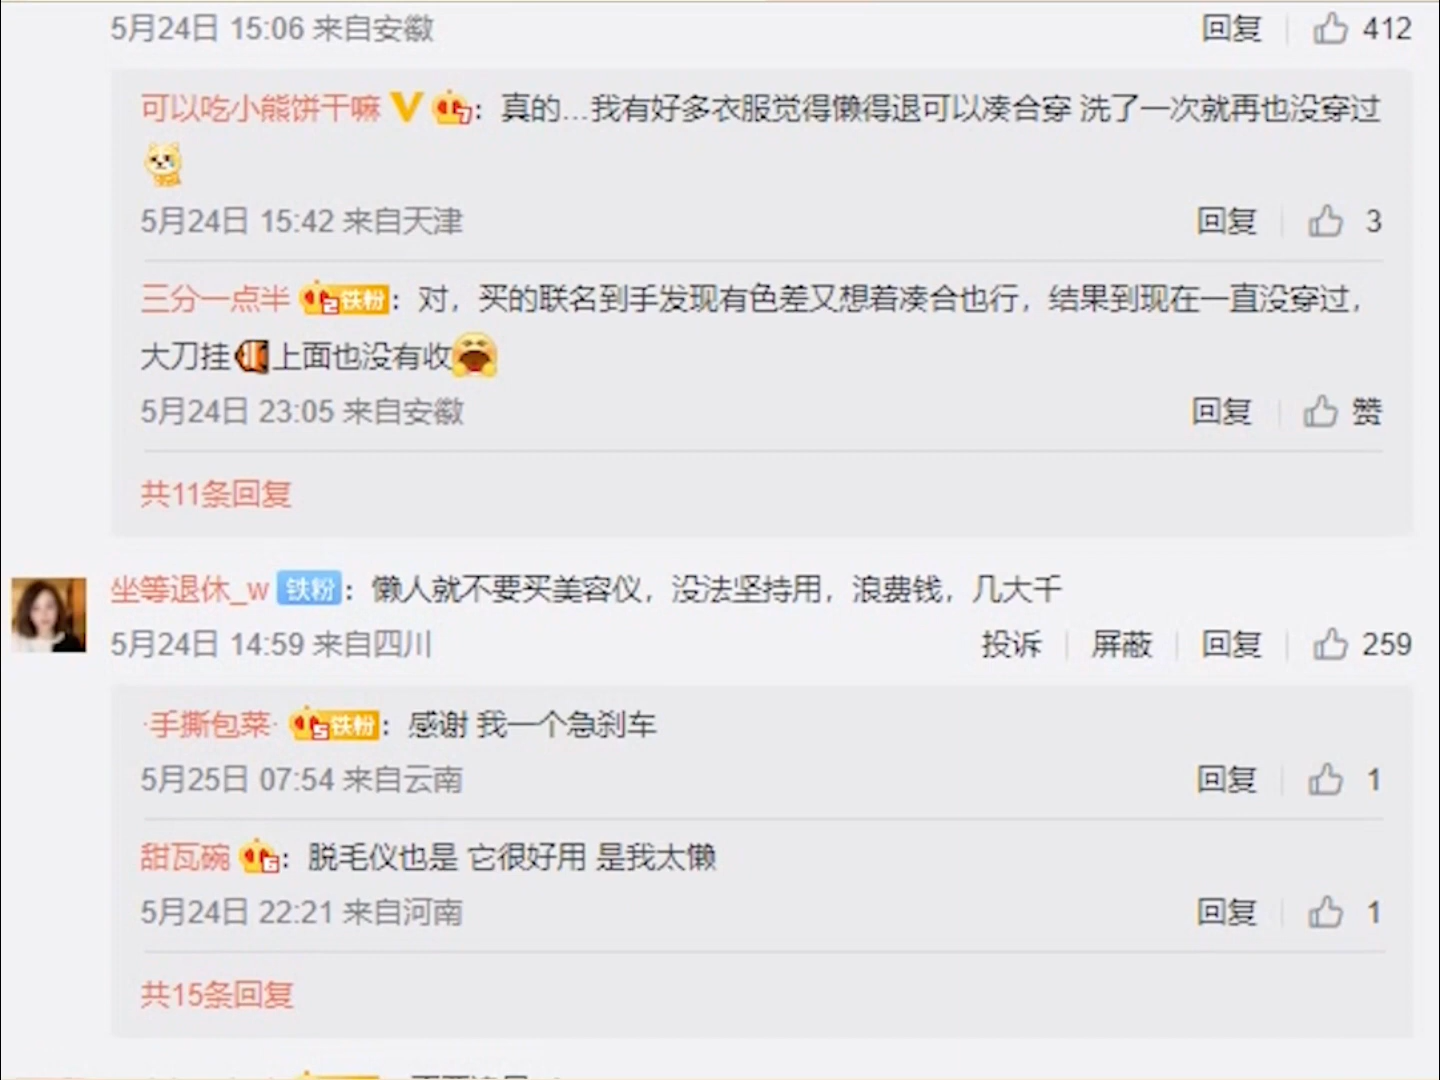 5月24日 15:06 来自安徽 回复 412
可以吃小熊饼干嘛 7：真的...我有好多衣服觉得懒得退可以凑合穿 洗了一次就再也没穿过
5月24日 15:42 来自天津 回复 3
三分一点半 2 铁粉：对，买的联名到手发现有色差又想着凑合也行，结果到现在一直没穿过，
大刀挂上面也没有收
5月24日 23:05 来自安徽 回复 赞
共11条回复
坐等退休_w 铁粉：懒人就不要买美容仪，没法坚持用，浪费钱，几大千
5月24日 14:59 来自四川 投诉 屏蔽 回复 259
·手撕包菜· 5 铁粉：感谢 我一个急刹车
5月25日 07:54 来自云南 回复 1
甜瓦碗 6：脱毛仪也是 它很好用 是我太懒
5月24日 22:21 来自河南 回复 1
共15条回复